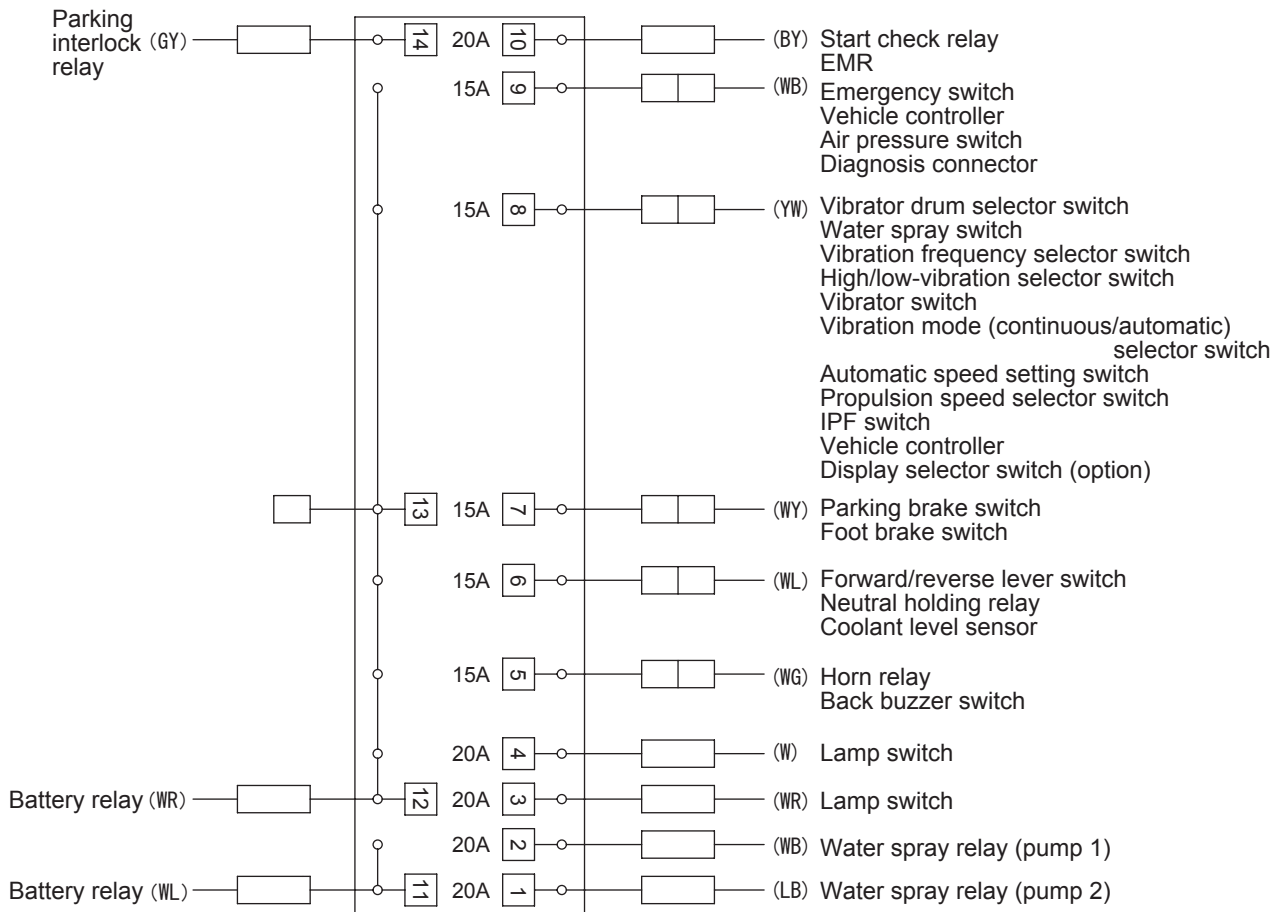 Parking
interlock (GY)
relay
14 20A 10 (BY) Start check relay
EMR
15A 9 (WB) Emergency switch
Vehicle controller
Air pressure switch
Diagnosis connector
15A 8 (YW) Vibrator drum selector switch
Water spray switch
Vibration frequency selector switch
High/low-vibration selector switch
Vibrator switch
Vibration mode (continuous/automatic)
selector switch
Automatic speed setting switch
Propulsion speed selector switch
IPF switch
Vehicle controller
Display selector switch (option)
13 15A 7 (WY) Parking brake switch
Foot brake switch
15A 6 (WL) Forward/reverse lever switch
Neutral holding relay
Coolant level sensor
15A 5 (WG) Horn relay
Back buzzer switch
20A 4 (W) Lamp switch
Battery relay (WR) 12 20A 3 (WR) Lamp switch
20A 2 (WB) Water spray relay (pump 1)
Battery relay (WL) 11 20A 1 (LB) Water spray relay (pump 2)